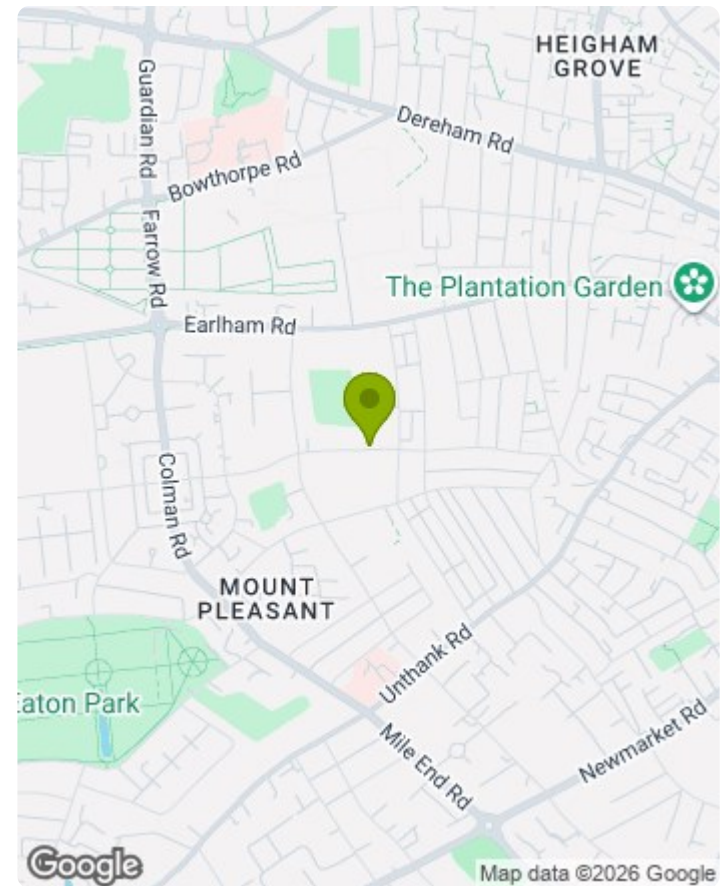 HEIGHAM
GROVE
Guardian Rd
Dereham Rd
Bowthorpe Rd
Farrow Rd
The Plantation Garden
Earlham Rd
Colman Rd
MOUNT
PLEASANT
Unthank Rd
Eaton Park
Newmarket Rd
Mile End Rd
Google
Map data ©2026 Google